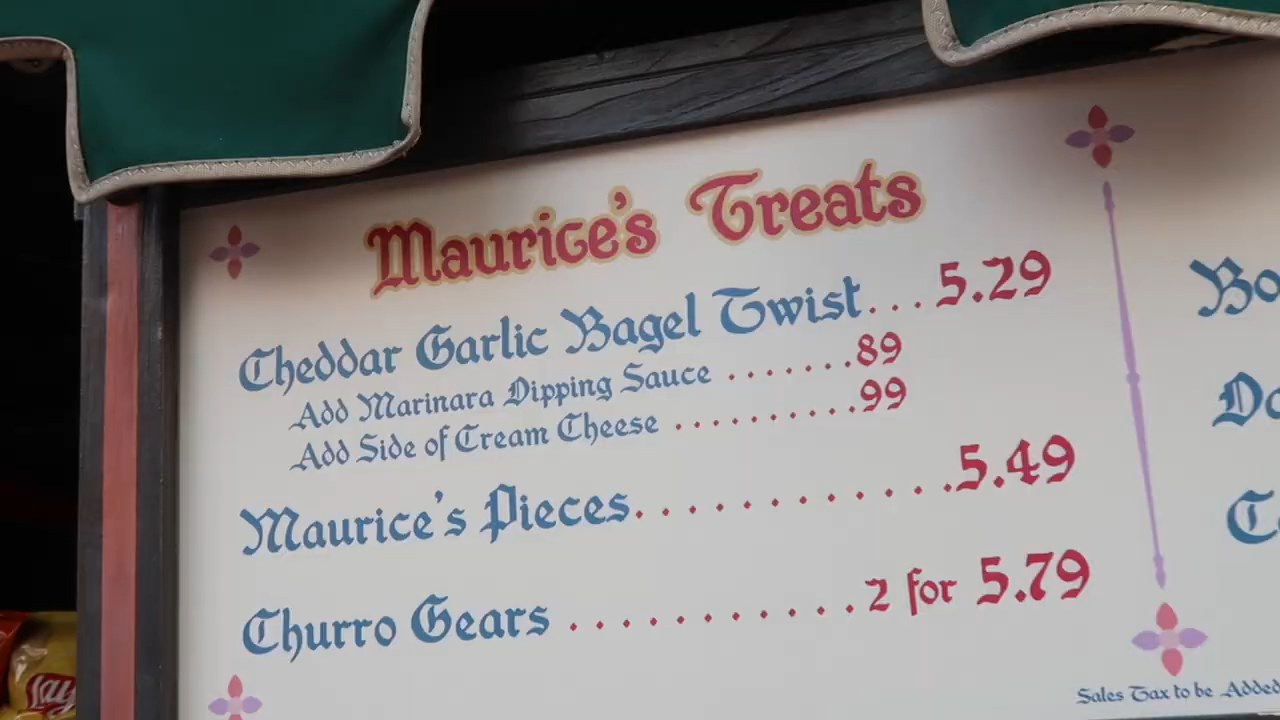 Maurice's Treats
Cheddar Garlic Bagel Twist...5.29
Add Marinara Dipping Sauce .......89
Add Side of Cream Cheese ..........99
Maurice's Pieces............5.49
Churro Gears ...........2 for 5.79
Sales Tax to be Added
Lay